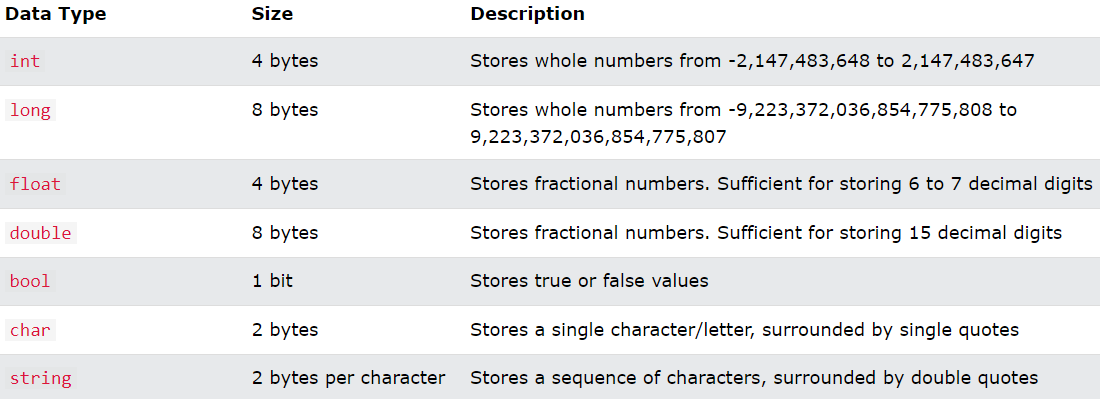 Data Type Size Description
int 4 bytes Stores whole numbers from -2,147,483,648 to 2,147,483,647
long 8 bytes Stores whole numbers from -9,223,372,036,854,775,808 to
9,223,372,036,854,775,807
float 4 bytes Stores fractional numbers. Sufficient for storing 6 to 7 decimal digits
double 8 bytes Stores fractional numbers. Sufficient for storing 15 decimal digits
bool 1 bit Stores true or false values
char 2 bytes Stores a single character/letter, surrounded by single quotes
string 2 bytes per character Stores a sequence of characters, surrounded by double quotes